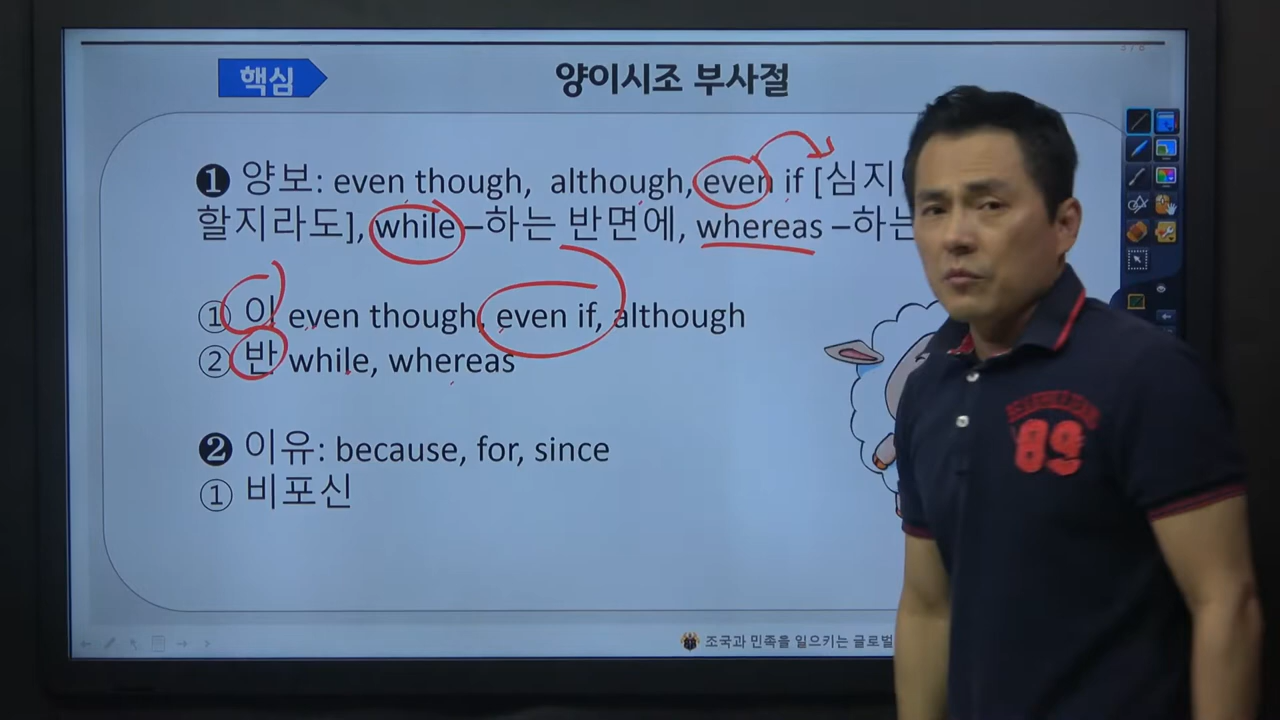 3 / 8
핵심
양이시조 부사절
❶ 양보: even though, although, even if [심지
할지라도], while –하는 반면에, whereas –하는
① 이 even though, even if, although
② 반 while, whereas
❷ 이유: because, for, since
① 비포신
조국과 민족을 일으키는 글로벌
89